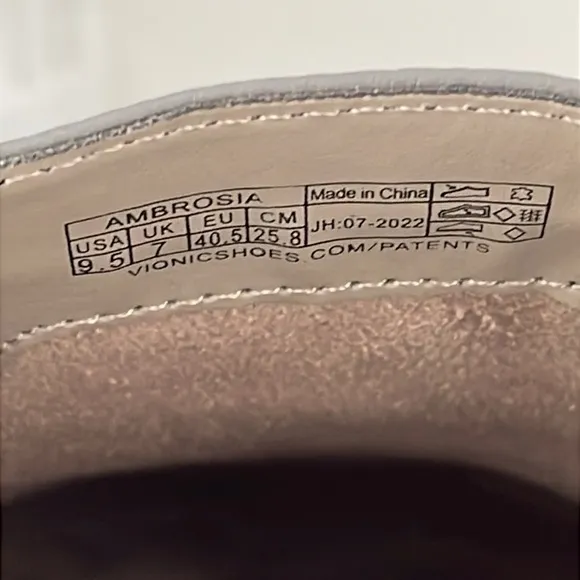 AMBROSIA
USA UK EU CM
9.5 7 40.5 25.8
Made in China
JH:07-2022
VIONICSHOES.COM/PATENTS